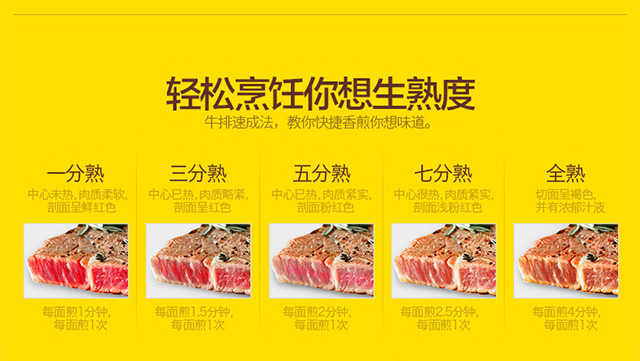 轻松烹饪你想生熟度
牛排速成法，教你快捷香煎你想味道。
一分熟
中心未热，肉质柔软，
剖面呈鲜红色
每面煎1分钟，
每面煎1次
三分熟
中心已热，肉质略紧，
剖面呈红色
每面煎1.5分钟，
每面煎1次
五分熟
中心已热，肉质紧实，
剖面粉红色
每面煎2分钟，
每面煎1次
七分熟
中心很热，肉质紧实，
剖面浅粉红色
每面煎2.5分钟，
每面煎1次
全熟
切面呈褐色，
并有浓郁汁液
每面煎4分钟，
每面煎1次